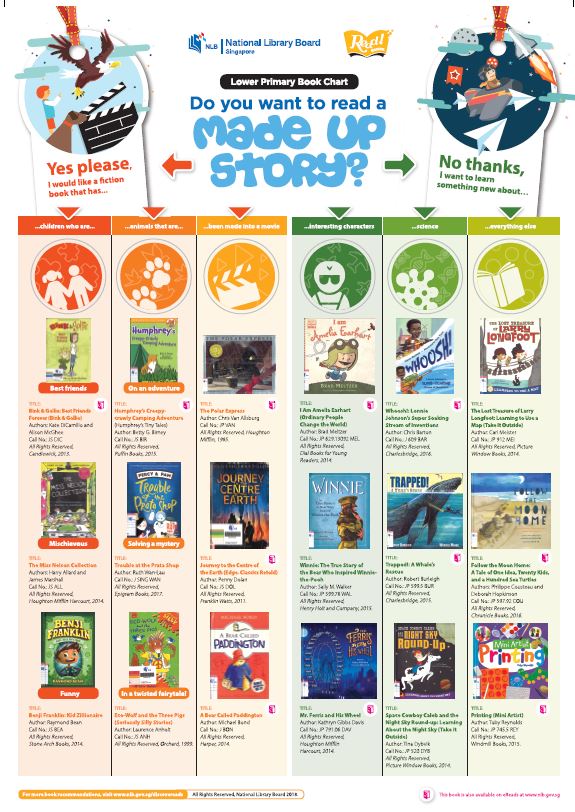 NLB National Library Board
Singapore
Read!
Lower Primary Book Chart
Do you want to read a
MADE UP
STORY?
Yes please,
I would like a fiction
book that has...
No thanks,
I want to learn
something new about...
...children who are...
...animals that are...
...been made into a movie
...interesting characters
...science
...everything else
Best friends
TITLE:
Bink & Gollie: Best Friends
Forever (Bink & Gollie)
Authors: Kate DiCamillo and
Alison McGhee
Call No.: JS DIC
All Rights Reserved,
Candlewick, 2015.
On an adventure
TITLE:
Humphrey's Creepy-
crawly Camping Adventure
(Humphrey's Tiny Tales)
Author: Betty G. Birney
Call No.: JS BIR
All Rights Reserved,
Puffin Books, 2015.
TITLE:
The Polar Express
Author: Chris Van Allsburg
Call No.: JP VAN
All Rights Reserved, Houghton
Mifflin, 1985.
TITLE:
I Am Amelia Earhart
(Ordinary People
Change the World)
Author: Brad Meltzer
Call No.: JP 629.13092 MEL
All Rights Reserved,
Dial Books for Young
Readers, 2014.
TITLE:
Whoosh!: Lonnie
Johnson's Super Soaking
Stream of Inventions
Author: Chris Barton
Call No.: J 609 BAR
All Rights Reserved,
Charlesbridge, 2016.
TITLE:
The Lost Treasure of Larry
Longfoot: Learning to Use a
Map (Take It Outside)
Author: Carl Meister
Call No.: JP 912 MEI
All Rights Reserved, Picture
Window Books, 2014.
Mischievous
TITLE:
The Miss Nelson Collection
Authors: Harry Allard and
James Marshall
Call No.: JS ALL
All Rights Reserved,
Houghton Mifflin Harcourt, 2014.
Solving a mystery
TITLE:
Trouble at the Prata Shop
Author: Ruth Wan-Lau
Call No.: J SING WAN
All Rights Reserved,
Epigram Books, 2017.
TITLE:
Journey to the Centre of
the Earth (Edge. Classics Retold)
Author: Penny Dolan
Call No.: JS DOL
All Rights Reserved,
Franklin Watts, 2011.
TITLE:
Winnie: The True Story of
the Bear Who Inspired Winnie-
the-Pooh
Author: Sally M. Walker
Call No.: JP 599.78 WAL
All Rights Reserved,
Henry Holt and Company, 2015.
TITLE:
Trapped!: A Whale's
Rescue
Author: Robert Burleigh
Call No.: JP 599.5 BUR
All Rights Reserved,
Charlesbridge, 2015.
TITLE:
Follow the Moon Home:
A Tale of One Idea, Twenty Kids,
and a Hundred Sea Turtles
Authors: Philippe Cousteau and
Deborah Hopkinson
Call No.: JP 597.92 COU
All Rights Reserved,
Chronicle Books, 2016.
Funny
TITLE:
Benji Franklin: Kid Zillionaire
Author: Raymond Bean
Call No.: JS BEA
All Rights Reserved,
Stone Arch Books, 2014.
In a twisted fairytale!
TITLE:
Eco-Wolf and the Three Pigs
(Seriously Silly Stories)
Author: Laurence Anholt
Call No.: JS ANH
All Rights Reserved, Orchard, 1999.
TITLE:
A Bear Called Paddington
Author: Michael Bond
Call No.: J BON
All Rights Reserved,
Harper, 2014.
TITLE:
Mr. Ferris and His Wheel
Author: Kathryn Gibbs Davis
Call No.: JP 791.06 DAV
All Rights Reserved,
Houghton Mifflin
Harcourt, 2014.
TITLE:
Space Cowboy Caleb and the
Night Sky Round-up: Learning
About the Night Sky (Take It
Outside)
Author: Tina Dybvik
Call No.: JP 520 DYB
All Rights Reserved,
Picture Window Books, 2014.
TITLE:
Printing (Mini Artist)
Author: Toby Reynolds
Call No.: JP 745.5 REY
All Rights Reserved,
Windmill Books, 2015.
For more book recommendations, visit www.nlb.gov.sg/discovereads
All Rights Reserved, National Library Board 2018.
This book is also available on eReads at www.nlb.gov.sg